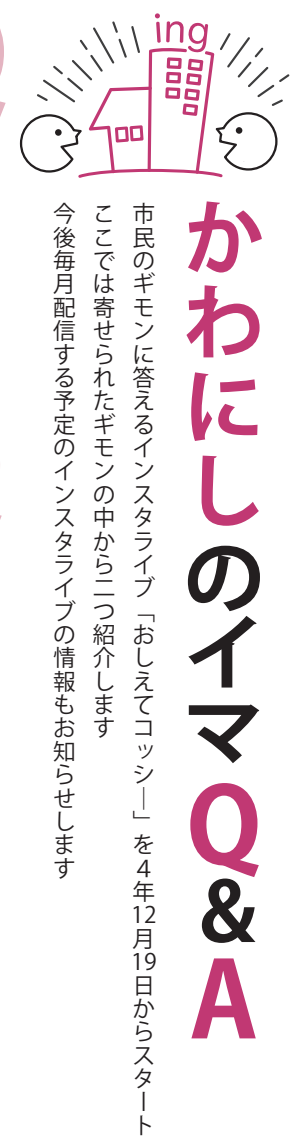 ing
かわにしのイマQ&A
市民のギモンに答えるインスタライブ「おしえてコッシ―」を4年12月19日からスタート
ここでは寄せられたギモンの中から二つ紹介します
今後毎月配信する予定のインスタライブの情報もお知らせします